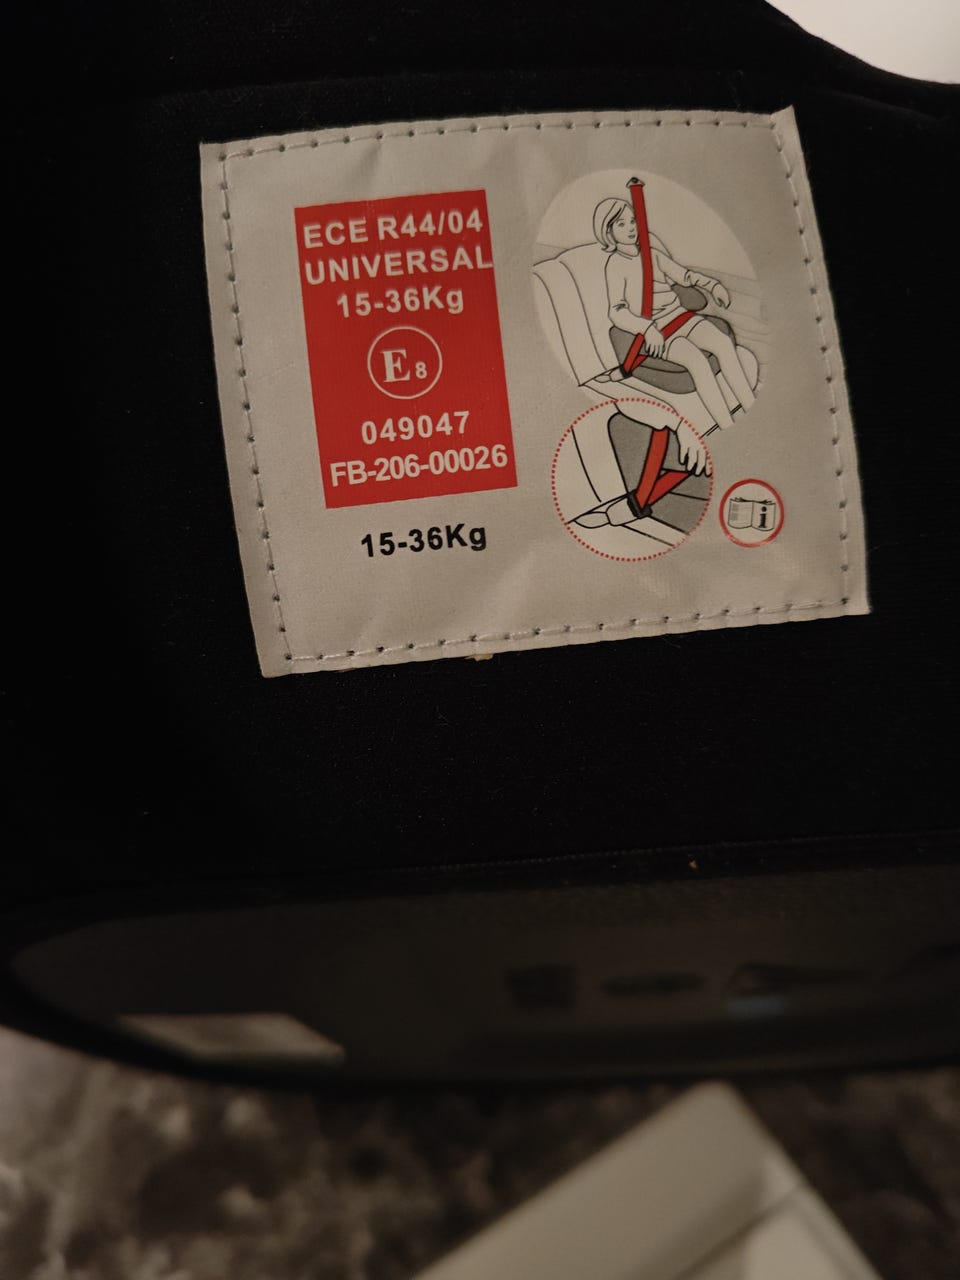 ECE R44/04
UNIVERSAL
15-36Kg
E8
049047
FB-206-00026
15-36Kg
i